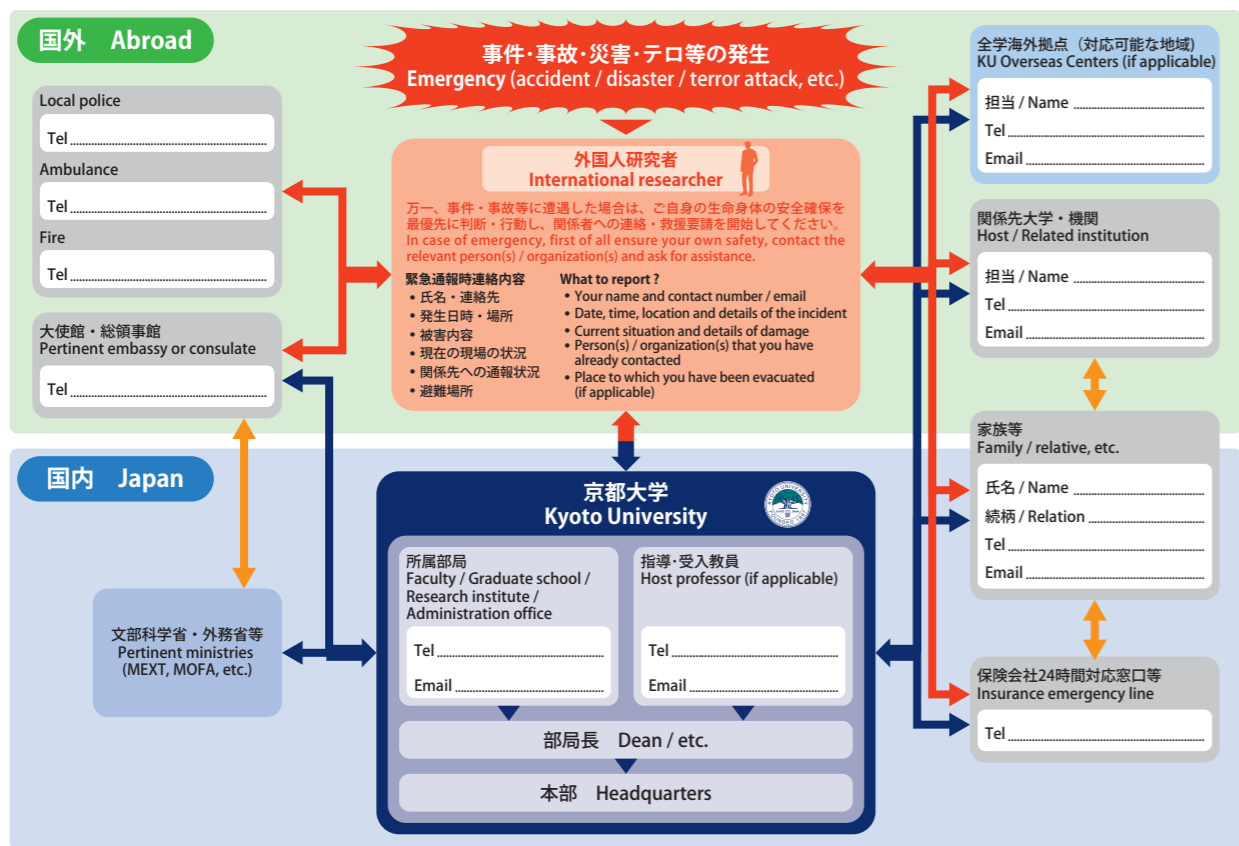 国外 Abroad
事件・事故・災害・テロ等の発生
Emergency (accident / disaster / terror attack, etc.)
Local police
Tel
Ambulance
Tel
Fire
Tel
大使館・総領事館
Pertinent embassy or consulate
Tel
外国人研究者
International researcher
万一、事件・事故等に遭遇した場合は、ご自身の生命身体の安全確保を
最優先に判断・行動し、関係者への連絡・救援要請を開始してください。
In case of emergency, first of all ensure your own safety, contact the
relevant person(s) / organization(s) and ask for assistance.
緊急通報時連絡内容
• 氏名・連絡先
• 発生日時・場所
• 被害内容
• 現在の現場の状況
• 関係先への通報状況
• 避難場所
What to report ?
• Your name and contact number / email
• Date, time, location and details of the incident
• Current situation and details of damage
• Person(s) / organization(s) that you have
already contacted
• Place to which you have been evacuated
(if applicable)
全学海外拠点（対応可能な地域）
KU Overseas Centers (if applicable)
担当 / Name
Tel
Email
関係先大学・機関
Host / Related institution
担当 / Name
Tel
Email
家族等
Family / relative, etc.
氏名 / Name
続柄 / Relation
Tel
Email
保険会社24時間対応窓口等
Insurance emergency line
Tel
国内 Japan
文部科学省・外務省等
Pertinent ministries
(MEXT, MOFA, etc.)
京都大学
Kyoto University
KYOTO UNIVERSITY
FOUNDED 1897
所属部局
Faculty / Graduate school /
Research institute /
Administration office
Tel
Email
指導・受入教員
Host professor (if applicable)
Tel
Email
部局長 Dean / etc.
本部 Headquarters